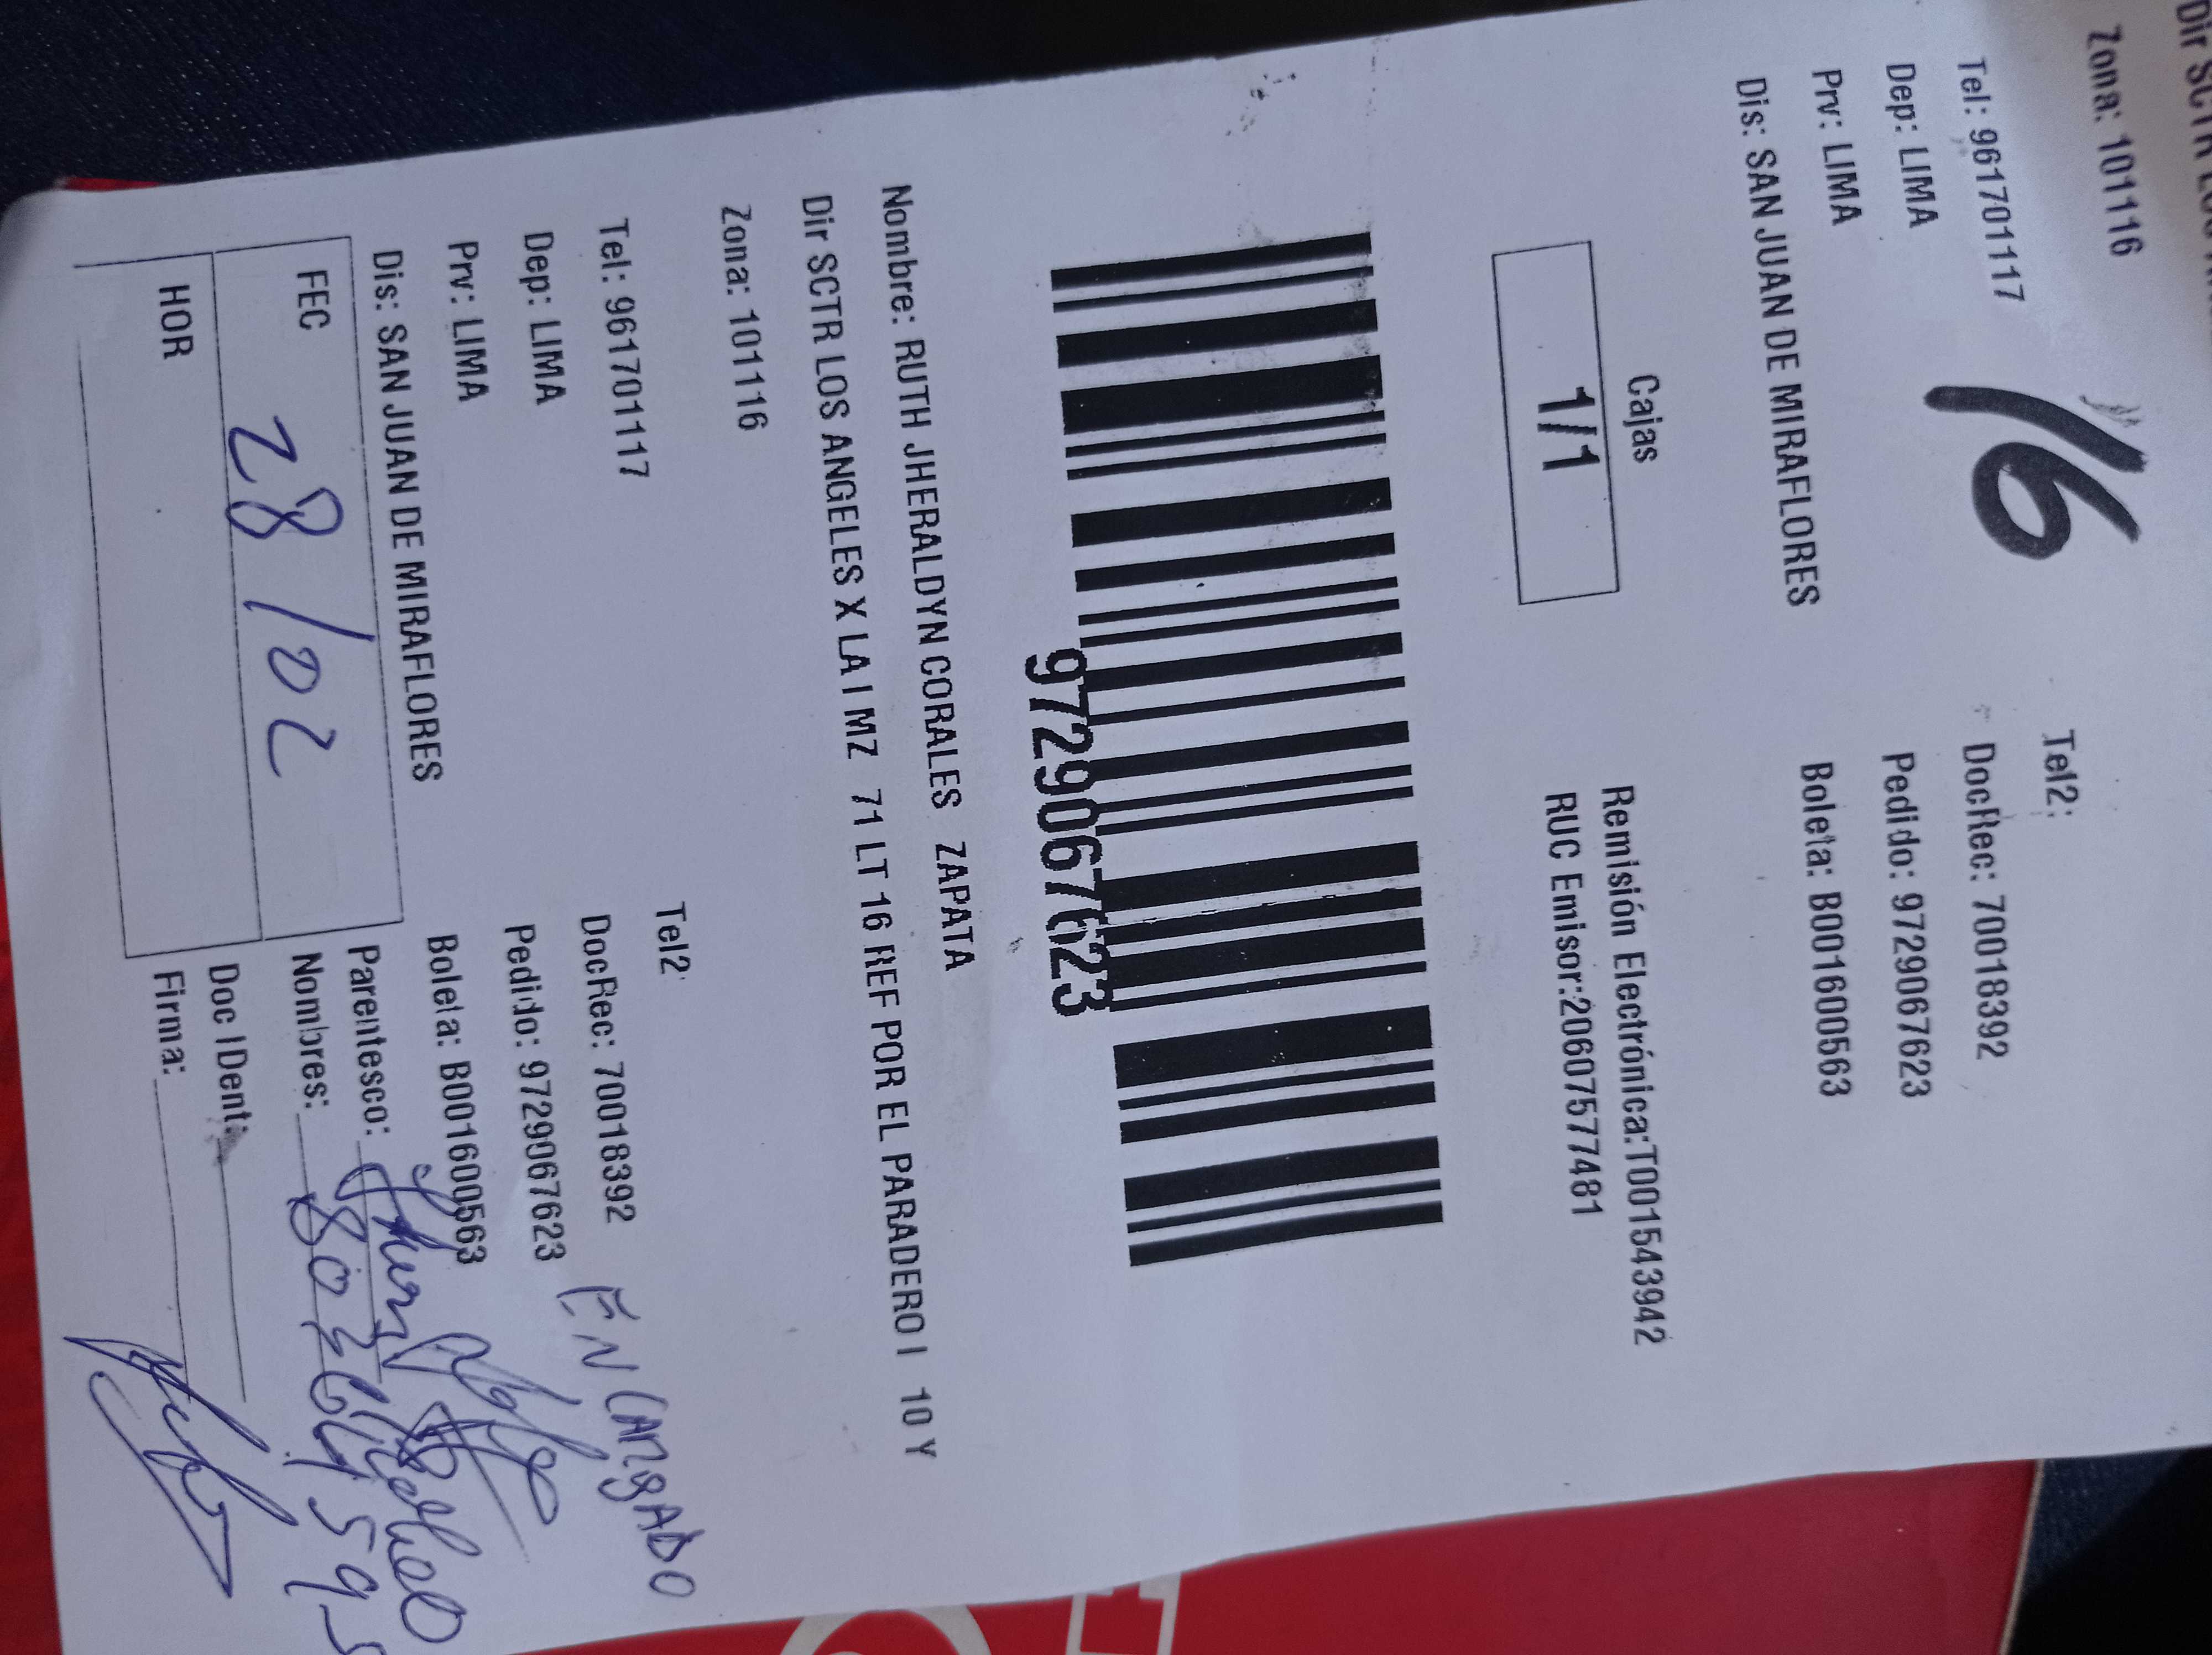 Dir SCTR
Zona: 101116
Tel: 961701117
Tel2:
Dep: LIMA
DocRec: 70018392
Prv: LIMA
Pedido: 9729067623
Dis: SAN JUAN DE MIRAFLORES
Boleta: B001600563
16
Cajas
1/1
Remisión Electrónica:T001543942
RUC Emisor:20607577481
9729067623
Nombre: RUTH JHERALDYN CORALES ZAPATA
Dir SCTR LOS ANGELES X LA I MZ 71 LT 16 REF POR EL PARADERO I 10 Y
Zona: 101116
Tel: 961701117
Tel2:
Dep: LIMA
DocRec: 70018392
Prv: LIMA
Pedido: 9729067623
Dis: SAN JUAN DE MIRAFLORES
Boleta: B001600563
ENCARGADO
FEC 28/02
HOR
Parentesco:
Nombres:
Doc IDent:
Firma: